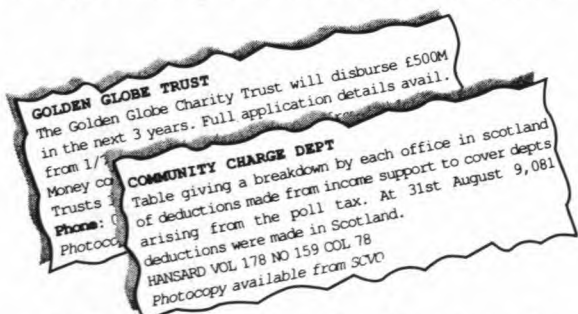 GOLDEN GLOBE TRUST
The Golden Globe Charity Trust will disburse £500M
in the next 3 years. Full application details avail.
from 1/
Money
Trusts
Phone:
Photocop
COMMUNITY CHARGE DEPT
Table giving a breakdown by each office in scotland
of deductions made from income support to cover depts
arising from the poll tax. At 31st August 9,081
deductions were made in Scotland.
HANSARD VOL 178 NO 159 COL 78
Photocopy available from SCVO